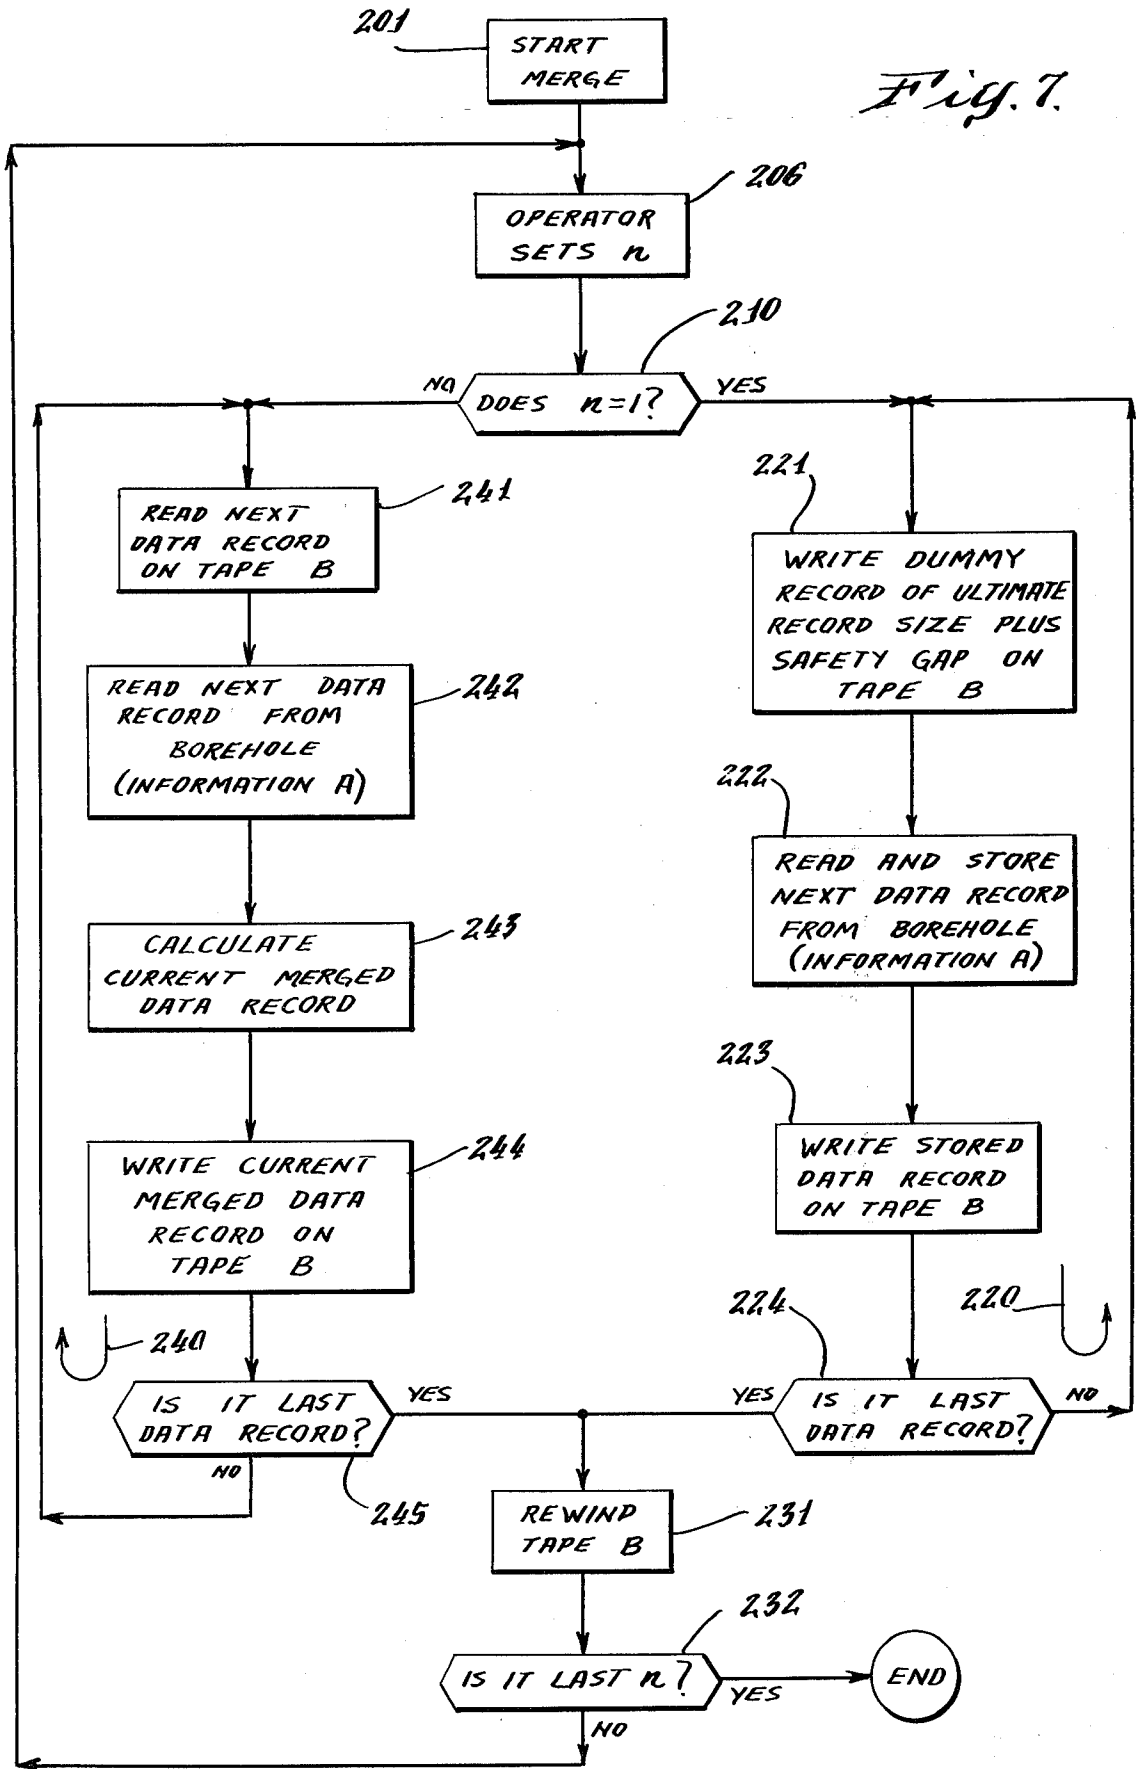 201
START
MERGE
Fig. 7.
206
OPERATOR
SETS n
210
NO
DOES n=1?
YES
241
READ NEXT
DATA RECORD
ON TAPE B
221
WRITE DUMMY
RECORD OF ULTIMATE
RECORD SIZE PLUS
SAFETY GAP ON
TAPE B
242
READ NEXT DATA
RECORD FROM
BOREHOLE
(INFORMATION A)
222
READ AND STORE
NEXT DATA RECORD
FROM BOREHOLE
(INFORMATION A)
243
CALCULATE
CURRENT MERGED
DATA RECORD
223
WRITE STORED
DATA RECORD
ON TAPE B
244
WRITE CURRENT
MERGED DATA
RECORD ON
TAPE B
240
224
220
IS IT LAST
DATA RECORD?
YES
NO
245
YES
IS IT LAST
DATA RECORD?
NO
REWIND
TAPE B
231
232
IS IT LAST n?
YES
END
NO